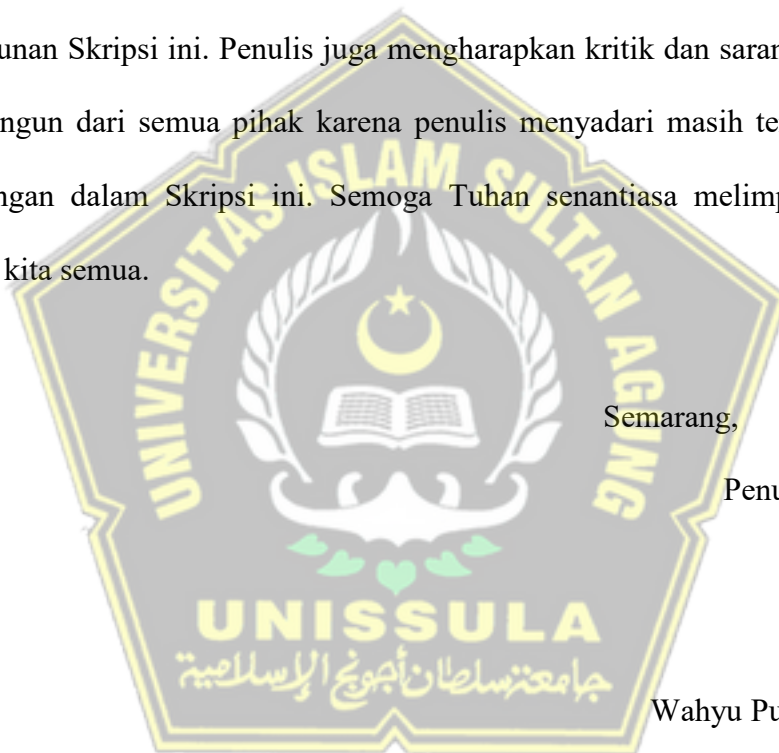 unan Skripsi ini. Penulis juga mengharapkan kritik dan saran
ngun dari semua pihak karena penulis menyadari masih te
ngan dalam Skripsi ini. Semoga Tuhan senantiasa melimp
kita semua.
UNIVERSITAS ISLAM SULTAN AGUNG
Semarang,
Penu
UNISSULA
جامعة سلطان أجونج الإسلامية
Wahyu Pu